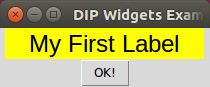 DIP Widgets Exam
My First Label
OK!